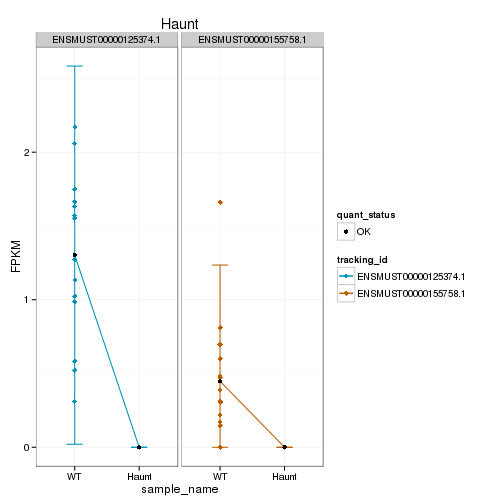 Haunt
ENSMUST00000125374.1 ENSMUST00000155758.1
2
1
0
FPKM
WT Haunt WT Haunt
sample_name
quant_status
OK
tracking_id
ENSMUST00000125374.1
ENSMUST00000155758.1